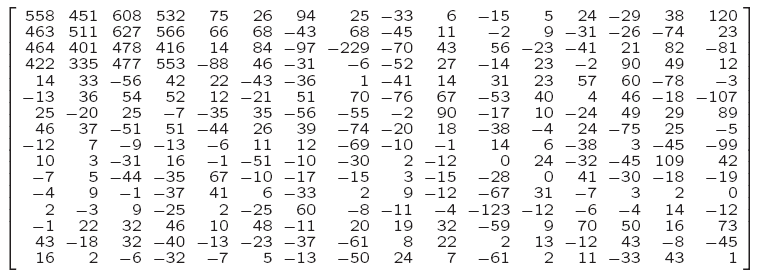 558 451 608 532 75 26 94 25 −33 6 −15 5 24 −29 38 120
463 511 627 566 66 68 −43 68 −45 11 −2 9 −31 −26 −74 23
464 401 478 416 14 84 −97 −229 −70 43 56 −23 −41 21 82 −81
422 335 477 553 −88 46 −31 −6 −52 27 −14 23 −2 90 49 12
14 33 −56 42 22 −43 −36 1 −41 14 31 23 57 60 −78 −3
−13 36 54 52 12 −21 51 70 −76 67 −53 40 4 46 −18 −107
25 −20 25 −7 −35 35 −56 −55 −2 90 −17 10 −24 49 29 89
46 37 −51 51 −44 26 39 −74 −20 18 −38 −4 24 −75 25 −5
−12 7 −9 −13 −6 11 12 −69 −10 −1 14 6 −38 3 −45 −99
10 3 −31 16 −1 −51 −10 −30 2 −12 0 24 −32 −45 109 42
−7 5 −44 −35 67 −10 −17 −15 3 −15 −28 0 41 −30 −18 −19
−4 9 −1 −37 41 6 −33 2 9 −12 −67 31 −7 3 2 0
2 −3 9 −25 2 −25 60 −8 −11 −4 −123 −12 −6 −4 14 −12
−1 22 32 46 10 48 −11 20 19 32 −59 9 70 50 16 73
43 −18 32 −40 −13 −23 −37 −61 8 22 2 13 −12 43 −8 −45
16 2 −6 −32 −7 5 −13 −50 24 7 −61 2 11 −33 43 1